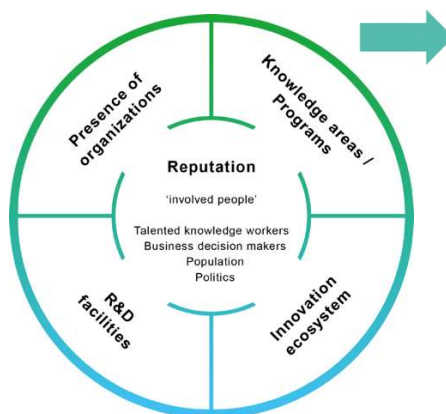 Presence of
organizations
Knowledge areas /
Programs
Reputation
'involved people'
Talented knowledge workers
Business decision makers
Population
Politics
R&D
facilities
Innovation
ecosystem